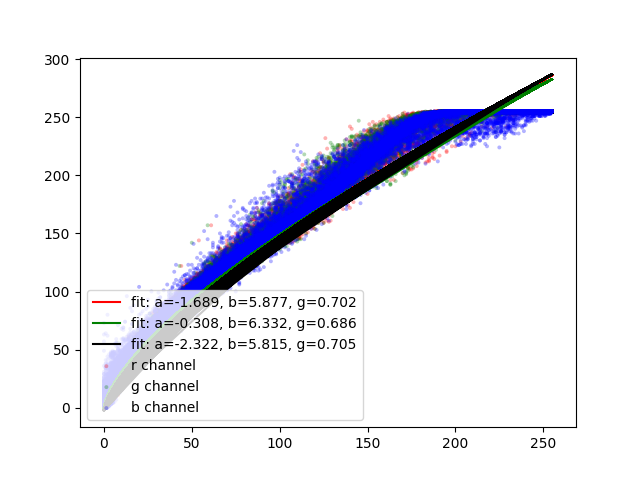 300
250
200
150
100
50
0
fit: a=-1.689, b=5.877, g=0.702
fit: a=-0.308, b=6.332, g=0.686
fit: a=-2.322, b=5.815, g=0.705
r channel
g channel
b channel
0 50 100 150 200 250